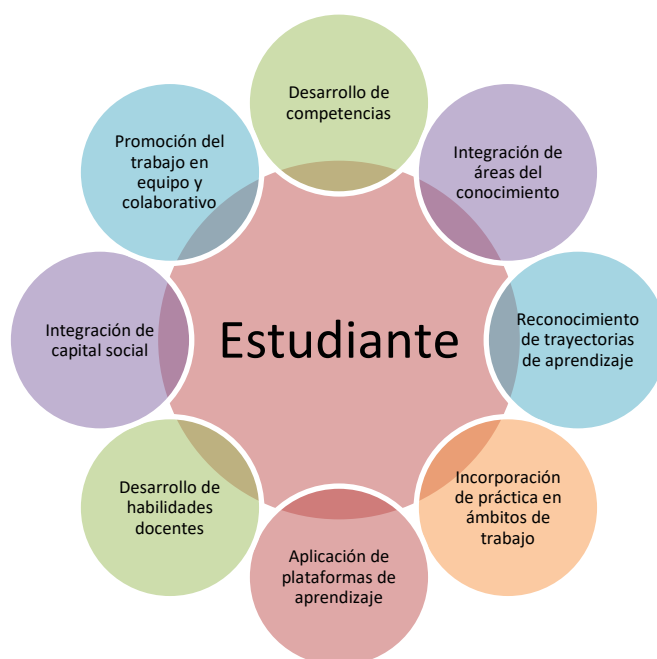 Desarrollo de
competencias
Integración de
áreas del
conocimiento
Reconocimiento
de trayectorias
de aprendizaje
Incorporación
de práctica en
ámbitos de
trabajo
Aplicación de
plataformas de
aprendizaje
Desarrollo de
habilidades
docentes
Integración de
capital social
Promoción del
trabajo en
equipo y
colaborativo
Estudiante